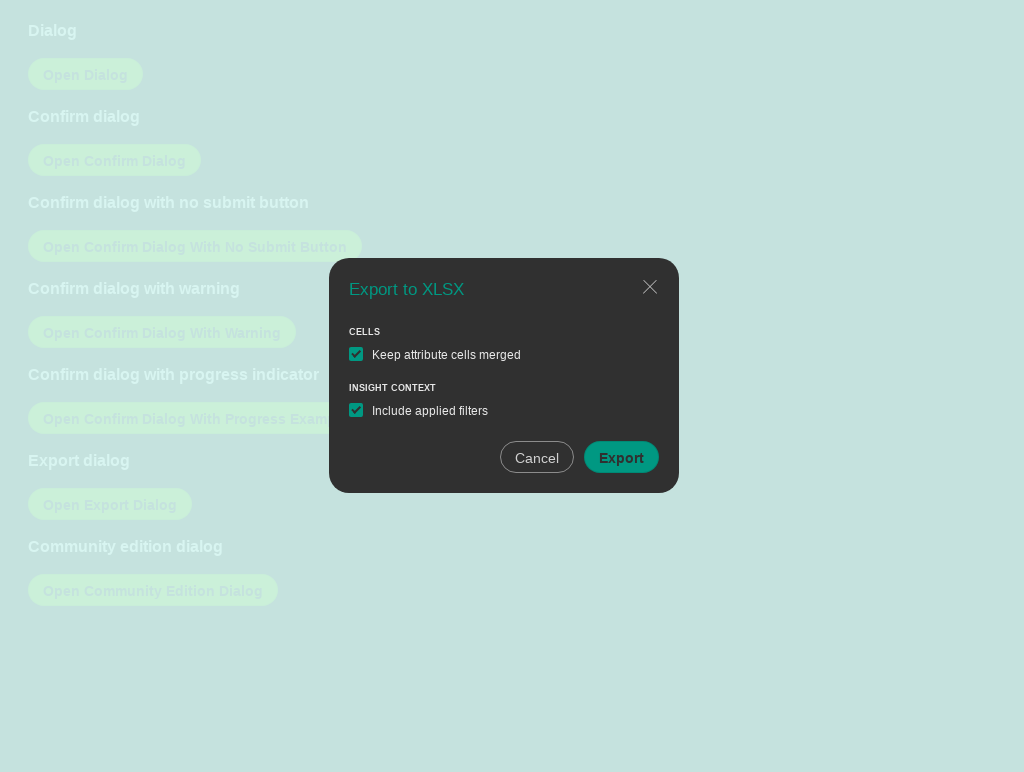 Dialog
Open Dialog
Confirm dialog
Open Confirm Dialog
Confirm dialog with no submit button
Open Confirm Dialog With No Submit Button
Confirm dialog with warning
Open Confirm Dialog With Warning
Confirm dialog with progress indicator
Open Confirm Dialog With Progress
Export dialog
Open Export Dialog
Community edition dialog
Open Community Edition Dialog
Export to XLSX
CELLS
Keep attribute cells merged
INSIGHT CONTEXT
Include applied filters
Cancel
Export